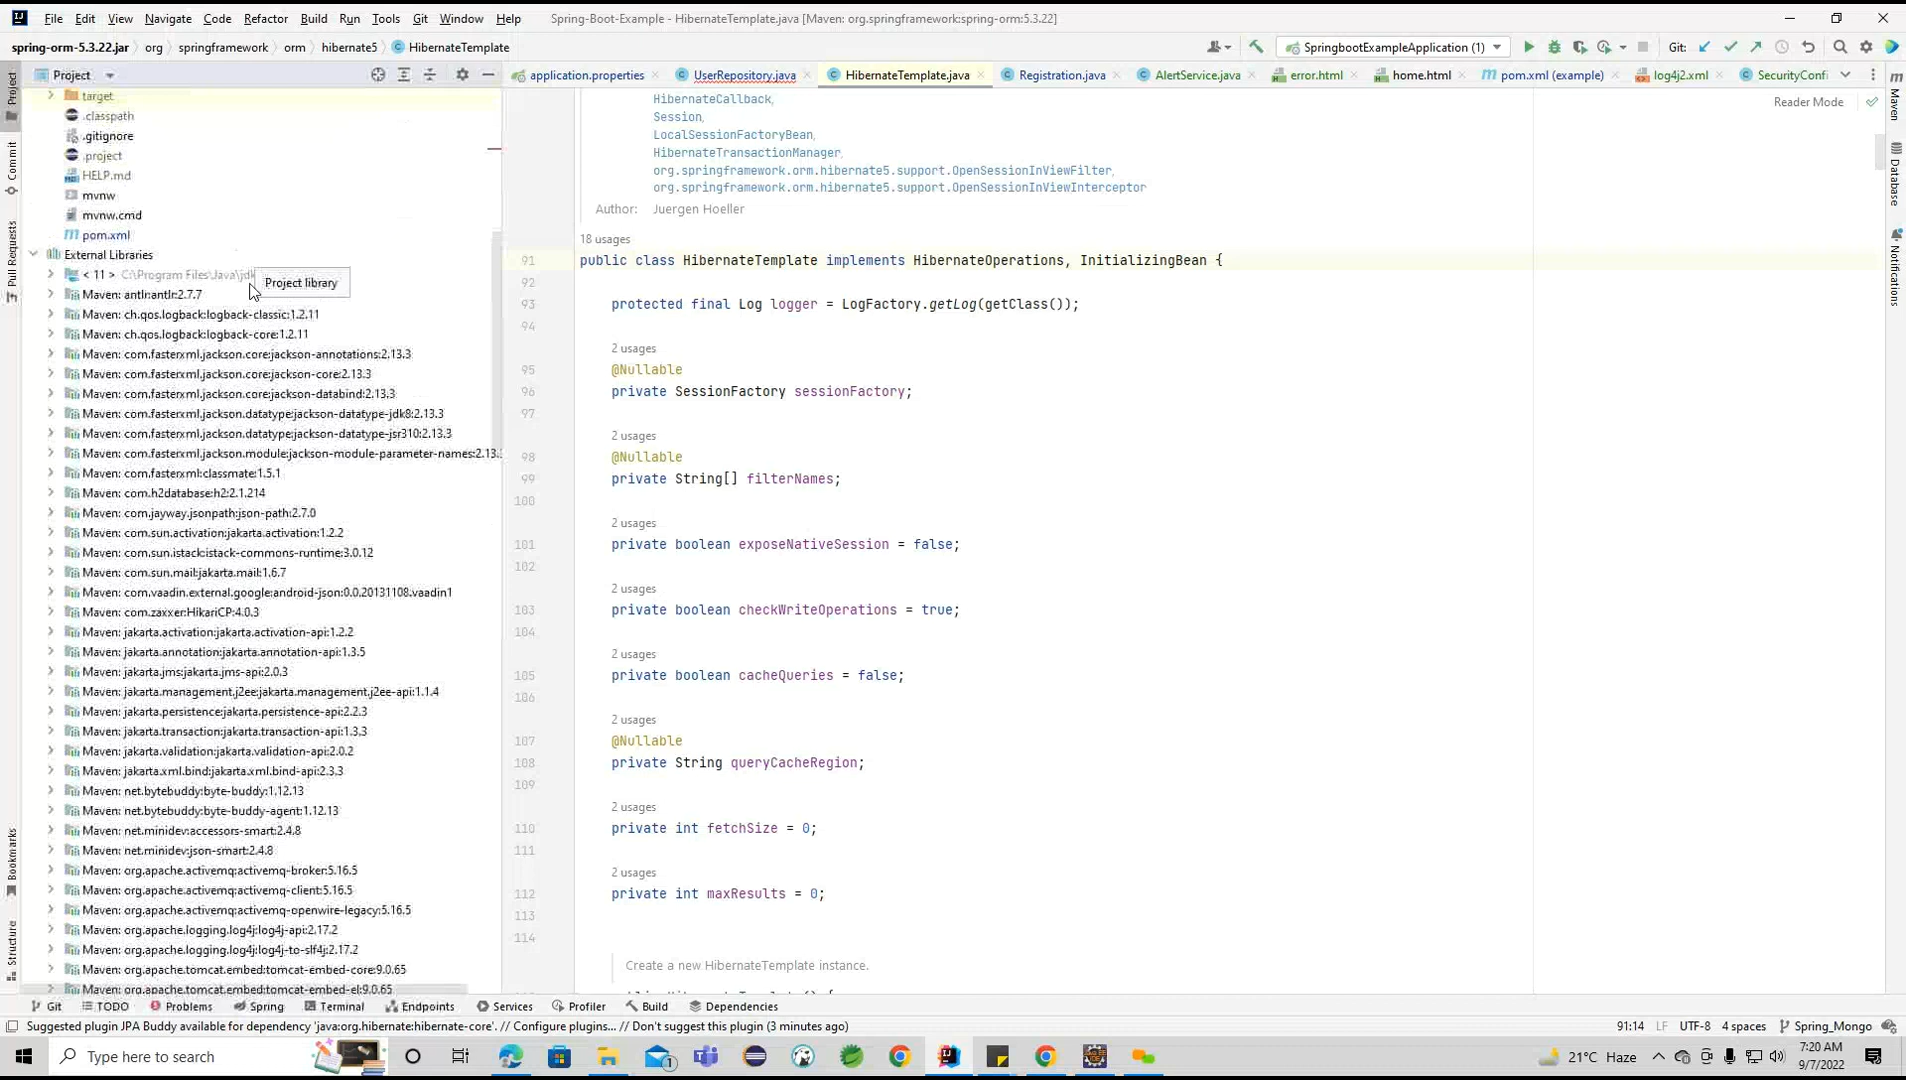 File Edit View Navigate Code Refactor Build Run Tools Git Window Help Spring-Boot-Example - HibernateTemplate.java [Maven: org.springframework:spring-orm:5.3.22]
spring-orm-5.3.22.jar org springframework orm hibernate5 HibernateTemplate SpringbootExampleApplication (1) Git:
Project application.properties UserRepository.java HibernateTemplate.java Registration.java AlertService.java error.html home.html pom.xml (example) log4j2.xml SecurityConfi
Reader Mode
target
.classpath
.gitignore
.project
HELP.md
mvnw
mvnw.cmd
pom.xml
External Libraries
< 11 > C:\Program Files\Java\jdk
Project library
Maven: antlr:antlr:2.7.7
Maven: ch.qos.logback:logback-classic:1.2.11
Maven: ch.qos.logback:logback-core:1.2.11
Maven: com.fasterxml.jackson.core:jackson-annotations:2.13.3
Maven: com.fasterxml.jackson.core:jackson-core:2.13.3
Maven: com.fasterxml.jackson.core:jackson-databind:2.13.3
Maven: com.fasterxml.jackson.datatype:jackson-datatype-jdk8:2.13.3
Maven: com.fasterxml.jackson.datatype:jackson-datatype-jsr310:2.13.3
Maven: com.fasterxml.jackson.module:jackson-module-parameter-names:2.13.3
Maven: com.fasterxml:classmate:1.5.1
Maven: com.h2database:h2:2.1.214
Maven: com.jayway.jsonpath:json-path:2.7.0
Maven: com.sun.activation:jakarta.activation:1.2.2
Maven: com.sun.istack:istack-commons-runtime:3.0.12
Maven: com.sun.mail:jakarta.mail:1.6.7
Maven: com.vaadin.external.google:android-json:0.0.20131108.vaadin1
Maven: com.zaxxer:HikariCP:4.0.3
Maven: jakarta.activation:jakarta.activation-api:1.2.2
Maven: jakarta.annotation:jakarta.annotation-api:1.3.5
Maven: jakarta.jms:jakarta.jms-api:2.0.3
Maven: jakarta.management.j2ee:jakarta.management.j2ee-api:1.1.4
Maven: jakarta.persistence:jakarta.persistence-api:2.2.3
Maven: jakarta.transaction:jakarta.transaction-api:1.3.3
Maven: jakarta.validation:jakarta.validation-api:2.0.2
Maven: jakarta.xml.bind:jakarta.xml.bind-api:2.3.3
Maven: net.bytebuddy:byte-buddy:1.12.13
Maven: net.bytebuddy:byte-buddy-agent:1.12.13
Maven: net.minidev:accessors-smart:2.4.8
Maven: net.minidev:json-smart:2.4.8
Maven: org.apache.activemq:activemq-broker:5.16.5
Maven: org.apache.activemq:activemq-client:5.16.5
Maven: org.apache.activemq:activemq-openwire-legacy:5.16.5
Maven: org.apache.logging.log4j:log4j-api:2.17.2
Maven: org.apache.logging.log4j:log4j-to-slf4j:2.17.2
Maven: org.apache.tomcat.embed:tomcat-embed-core:9.0.65
Maven: org.apache.tomcat.embed:tomcat-embed-el:9.0.65
HibernateCallback,
Session,
LocalSessionFactoryBean,
HibernateTransactionManager,
org.springframework.orm.hibernate5.support.OpenSessionInViewFilter,
org.springframework.orm.hibernate5.support.OpenSessionInViewInterceptor
Author: Juergen Hoeller
18 usages
91 public class HibernateTemplate implements HibernateOperations, InitializingBean {
92
93 protected final Log logger = LogFactory.getLog(getClass());
94
2 usages
95 @Nullable
96 private SessionFactory sessionFactory;
97
2 usages
98 @Nullable
99 private String[] filterNames;
100
2 usages
101 private boolean exposeNativeSession = false;
102
2 usages
103 private boolean checkWriteOperations = true;
104
2 usages
105 private boolean cacheQueries = false;
106
2 usages
107 @Nullable
108 private String queryCacheRegion;
109
2 usages
110 private int fetchSize = 0;
111
2 usages
112 private int maxResults = 0;
113
114
Create a new HibernateTemplate instance.
Project
Commit
Pull Requests
Bookmarks
Structure
Maven
Database
Notifications
Git TODO Problems Spring Terminal Endpoints Services Profiler Build Dependencies
Suggested plugin JPA Buddy available for dependency 'java:org.hibernate:hibernate-core'. // Configure plugins... // Don't suggest this plugin (3 minutes ago) 91:14 LF UTF-8 4 spaces Spring_Mongo
Type here to search 1 21°C Haze 7:20 AM
9/7/2022